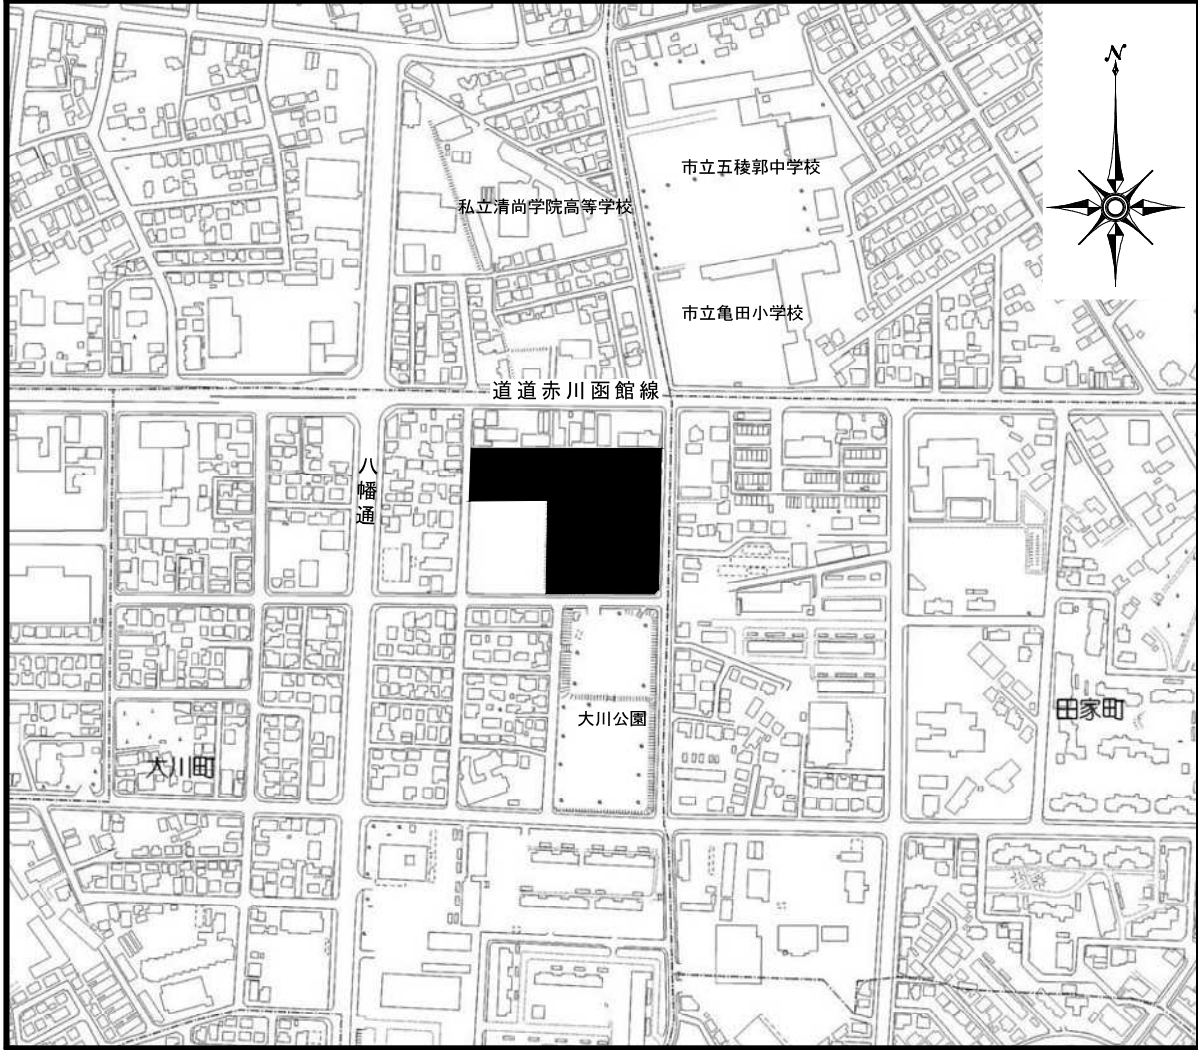 N
市立五稜郭中学校
私立清尚学院高等学校
市立亀田小学校
道道赤川函館線
八幡通
大川公園
田家町
大川町